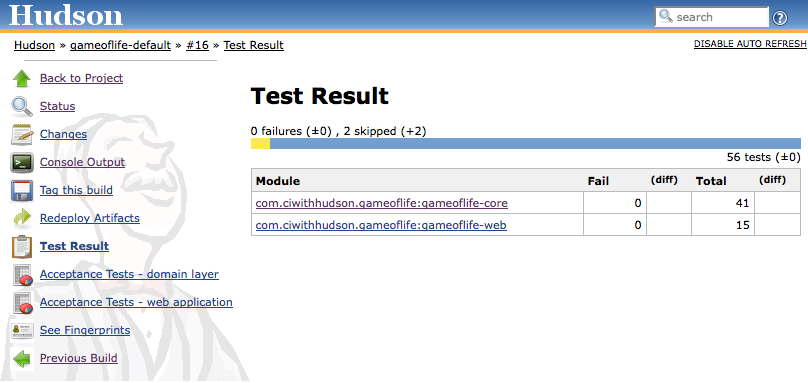 Hudson
search
Hudson » gameoflife-default » #16 » Test Result
DISABLE AUTO REFRESH
Back to Project
Status
Changes
Console Output
Tag this build
Redeploy Artifacts
Test Result
Acceptance Tests - domain layer
Acceptance Tests - web application
See Fingerprints
Previous Build
Test Result
0 failures (±0) , 2 skipped (+2)
56 tests (±0)
Module Fail (diff) Total (diff)
com.ciwithhudson.gameoflife:gameoflife-core 0 41
com.ciwithhudson.gameoflife:gameoflife-web 0 15